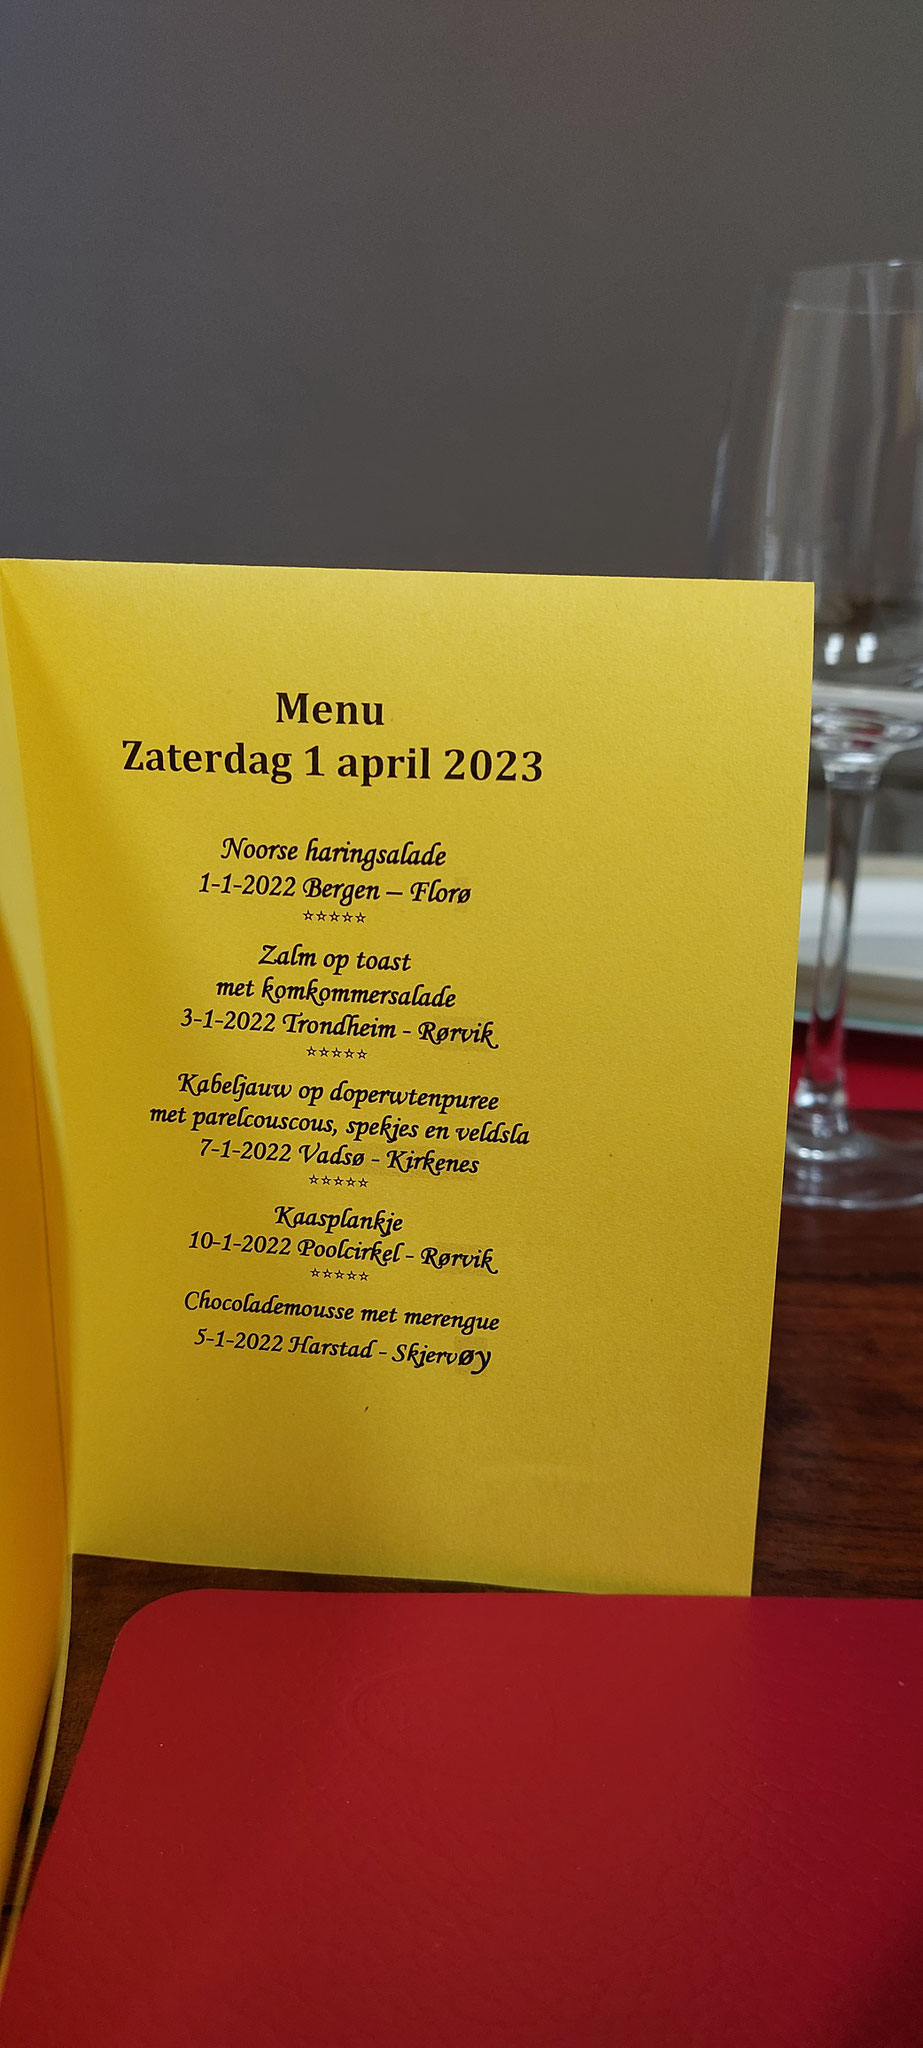 Menu
Zaterdag 1 april 2023
Noorse haringsalade
1-1-2022 Bergen – Florø
☆☆☆☆☆
Zalm op toast
met komkommersalade
3-1-2022 Trondheim - Rørvik
☆☆☆☆☆
Kabeljauw op doperwtenpuree
met parelcouscous, spekjes en veldsla
7-1-2022 Vadsø - Kirkenes
☆☆☆☆☆
Kaasplankje
10-1-2022 Poolcirkel - Rørvik
☆☆☆☆☆
Chocolademousse met merengue
5-1-2022 Harstad - Skjervøy